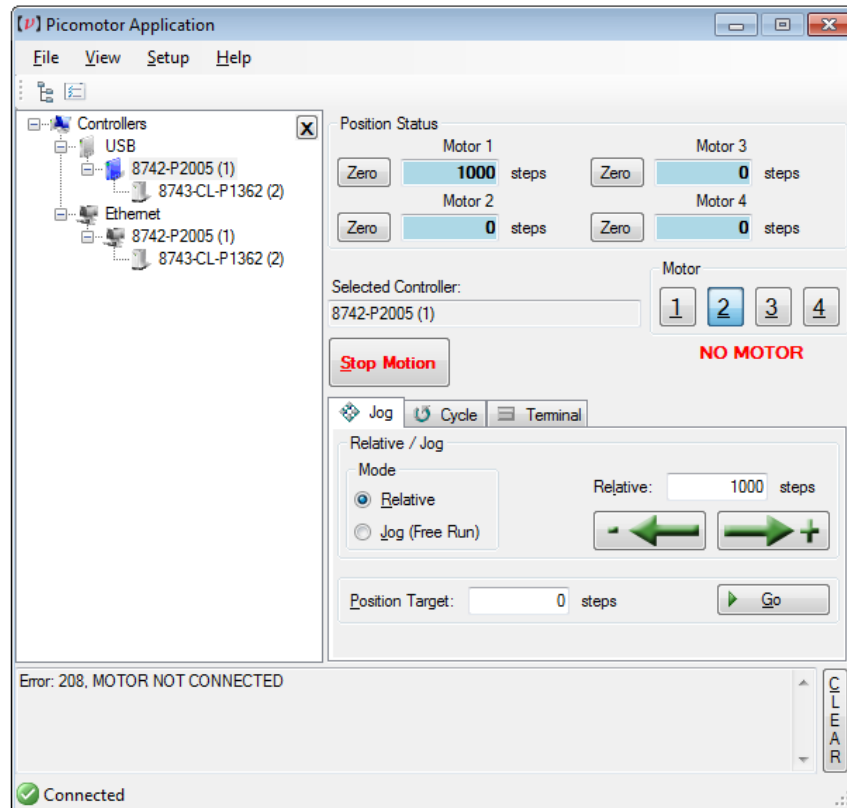 [ν] Picomotor Application
File View Setup Help
Controllers
X
USB
8742-P2005 (1)
8743-CL-P1362 (2)
Ethernet
8742-P2005 (1)
8743-CL-P1362 (2)
Position Status
Motor 1 Motor 3
Zero 1000 steps Zero 0 steps
Motor 2 Motor 4
Zero 0 steps Zero 0 steps
Selected Controller:
8742-P2005 (1)
Motor
1 2 3 4
NO MOTOR
Stop Motion
Jog Cycle Terminal
Relative / Jog
Mode
Relative
Jog (Free Run)
Relative: 1000 steps
- +
Position Target: 0 steps Go
Error: 208, MOTOR NOT CONNECTED
CLEAR
Connected